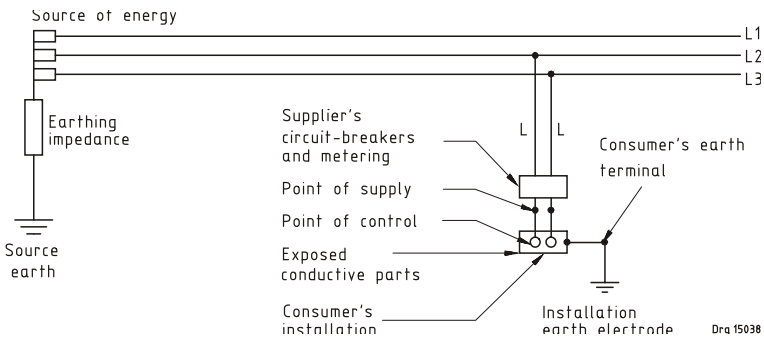 Source of energy
L1
L2
L3
Earthing
impedance
Supplier's
circuit-breakers
and metering
L L
Consumer's earth
terminal
Point of supply
Point of control
Source
earth
Exposed
conductive parts
Consumer's
installation
Installation
earth electrode
Drg 15038